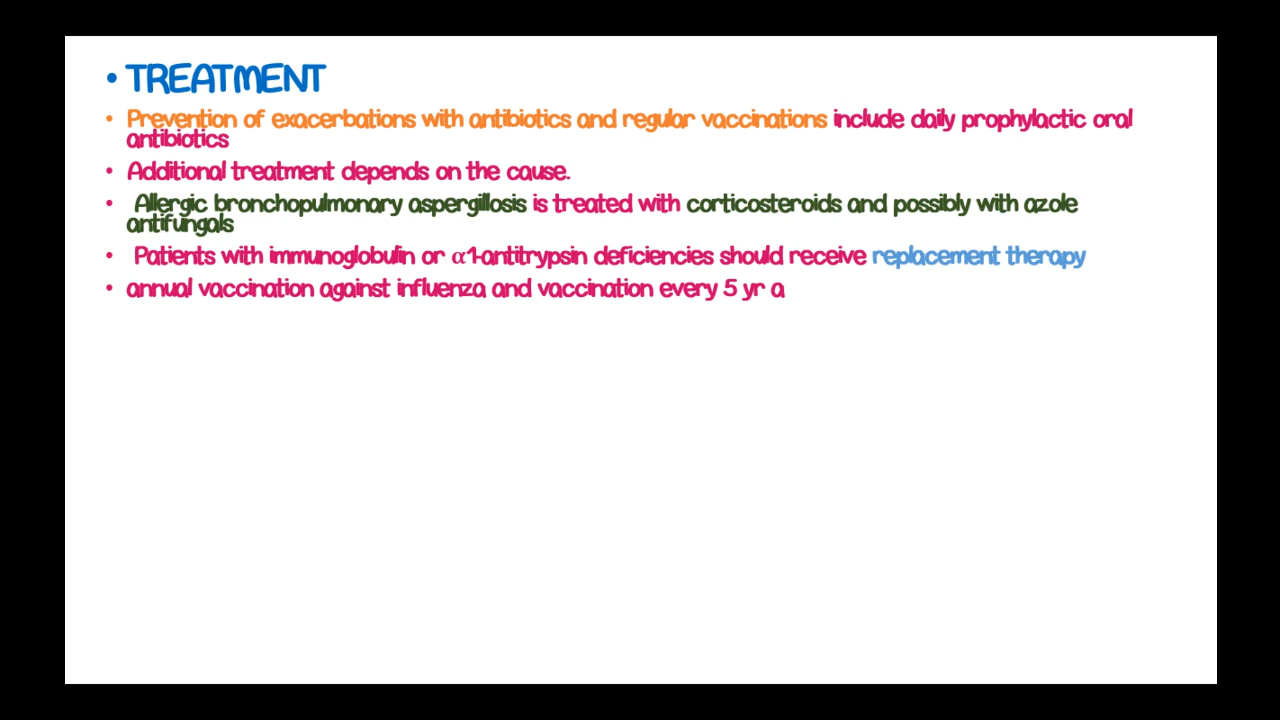 • TREATMENT
• Prevention of exacerbations with antibiotics and regular vaccinations include daily prophylactic oral
antibiotics
• Additional treatment depends on the cause.
• Allergic bronchopulmonary aspergillosis is treated with corticosteroids and possibly with azole
antifungals
• Patients with immunoglobulin or α1-antitrypsin deficiencies should receive replacement therapy
• annual vaccination against influenza and vaccination every 5 yr a